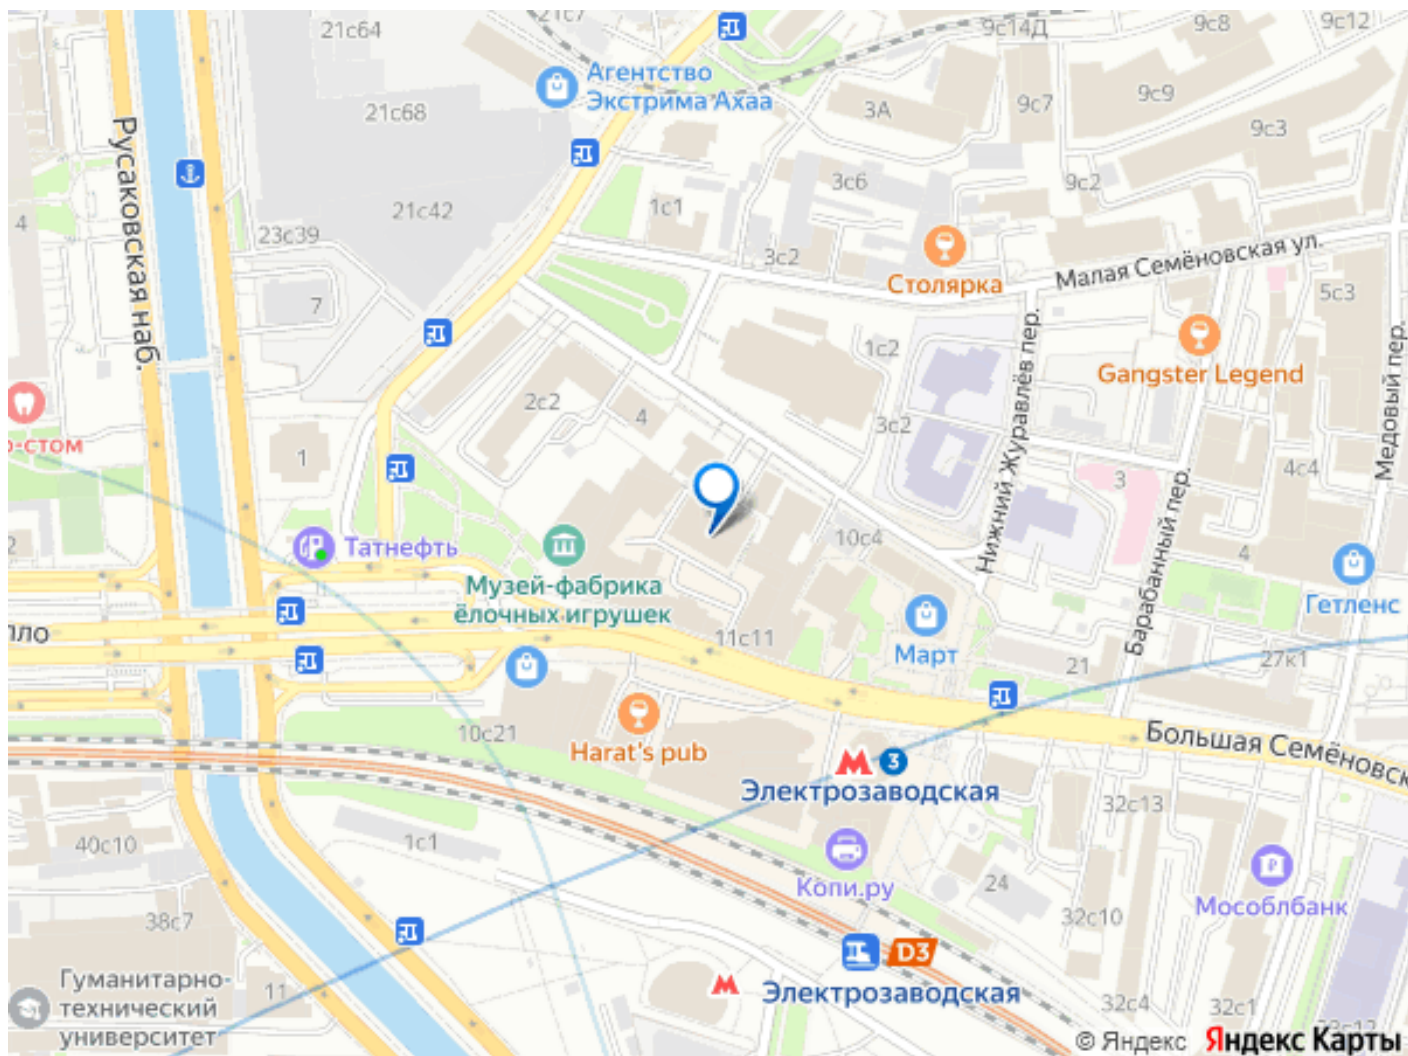 21с64
21с7
9с14Д
9с8
9с12
Агентство
Экстрима Ахаа
21с68
3А
9с7
9с9
9с3
Русаковская наб.
4
21с42
1с1
3с6
9с2
23с39
3с2
Столярка
Малая Семёновская ул.
7
5с3
1с2
Gangster Legend
Нижний Журавлёв пер.
Медовый пер.
2с2
4
3с2
о-стом
1
3
4с4
Барабанный пер.
Татнефть
10с4
4
2
Музей-фабрика
ёлочных игрушек
Гетленс
пло
11с11
Март
21
27к1
10с21
Harat's pub
Большая Семёновск
3
Электрозаводская
32с13
40с10
1с1
Копи.ру
24
Мособлбанк
38с7
32с10
D3
Гуманитарно-
технический
университет
11
Электрозаводская
32с4
32с1
33с12
© Яндекс
Яндекс Карты